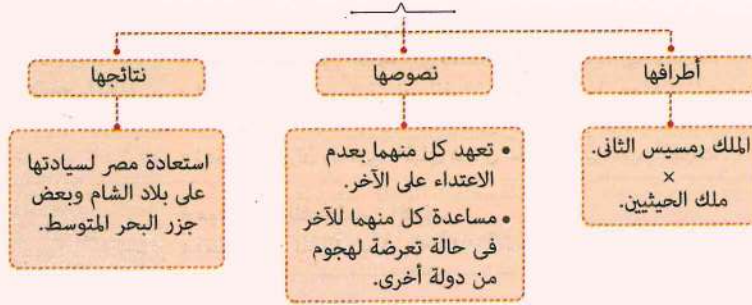 أطرافها
الملك رمسيس الثانى.
×
ملك الحيثيين.
نصوصها
• تعهد كل منهما بعدم
الاعتداء على الآخر.
• مساعدة كل منهما للآخر
فى حالة تعرضة لهجوم
من دولة أخرى.
نتائجها
استعادة مصر لسيادتها
على بلاد الشام وبعض
جزر البحر المتوسط.